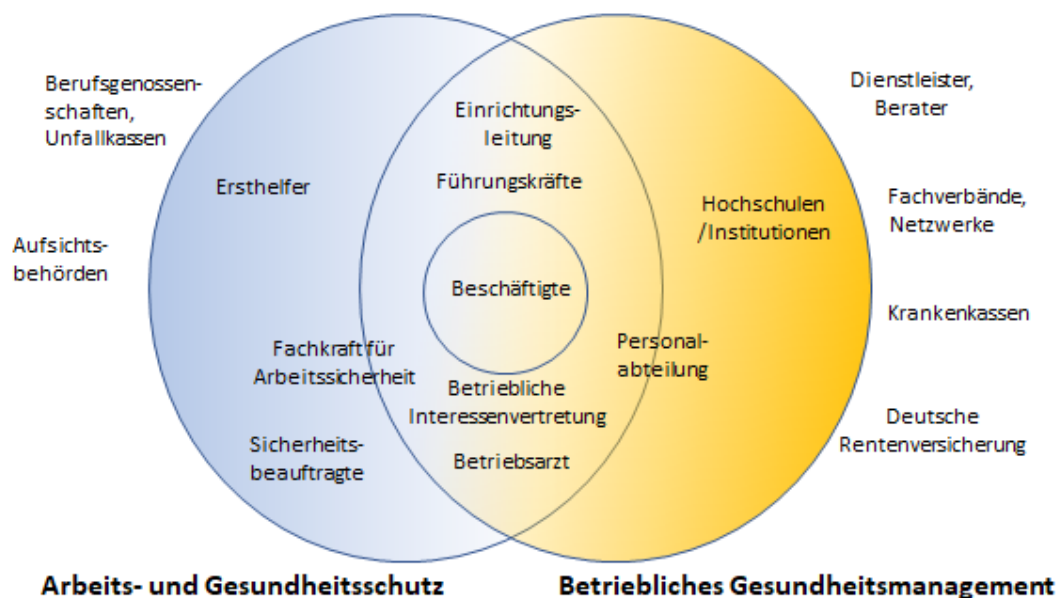 Berufsgenossen-
schaften,
Unfallkassen
Aufsichts-
behörden
Ersthelfer
Fachkraft für
Arbeitssicherheit
Sicherheits-
beauftragte
Einrichtungs-
leitung
Führungskräfte
Beschäftigte
Betriebliche
Interessenvertretung
Betriebsarzt
Hochschulen
/Institutionen
Personal-
abteilung
Dienstleister,
Berater
Fachverbände,
Netzwerke
Krankenkassen
Deutsche
Rentenversicherung
Arbeits- und Gesundheitsschutz
Betriebliches Gesundheitsmanagement